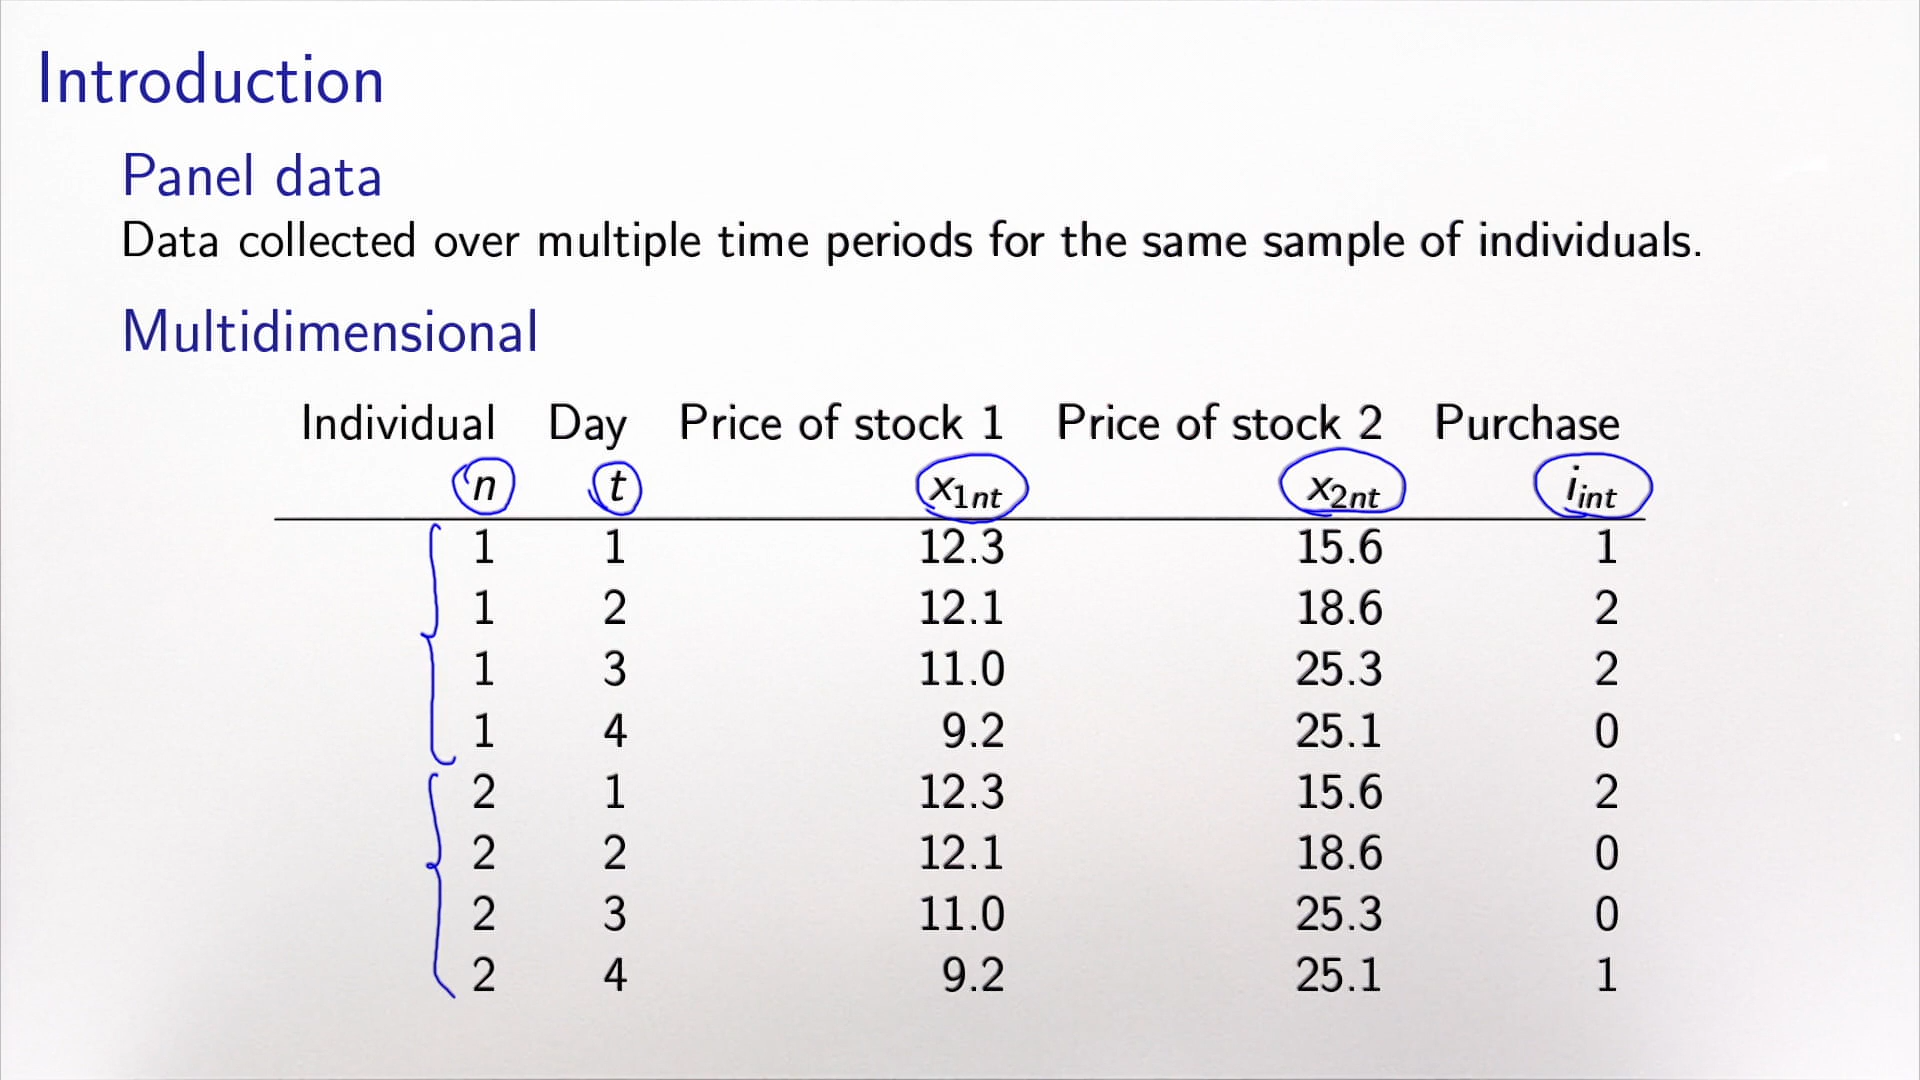 Introduction
Panel data
Data collected over multiple time periods for the same sample of individuals.
Multidimensional
Individual Day Price of stock 1 Price of stock 2 Purchase
n t x1nt x2nt iint
1 1 12.3 15.6 1
1 2 12.1 18.6 2
1 3 11.0 25.3 2
1 4 9.2 25.1 0
2 1 12.3 15.6 2
2 2 12.1 18.6 0
2 3 11.0 25.3 0
2 4 9.2 25.1 1